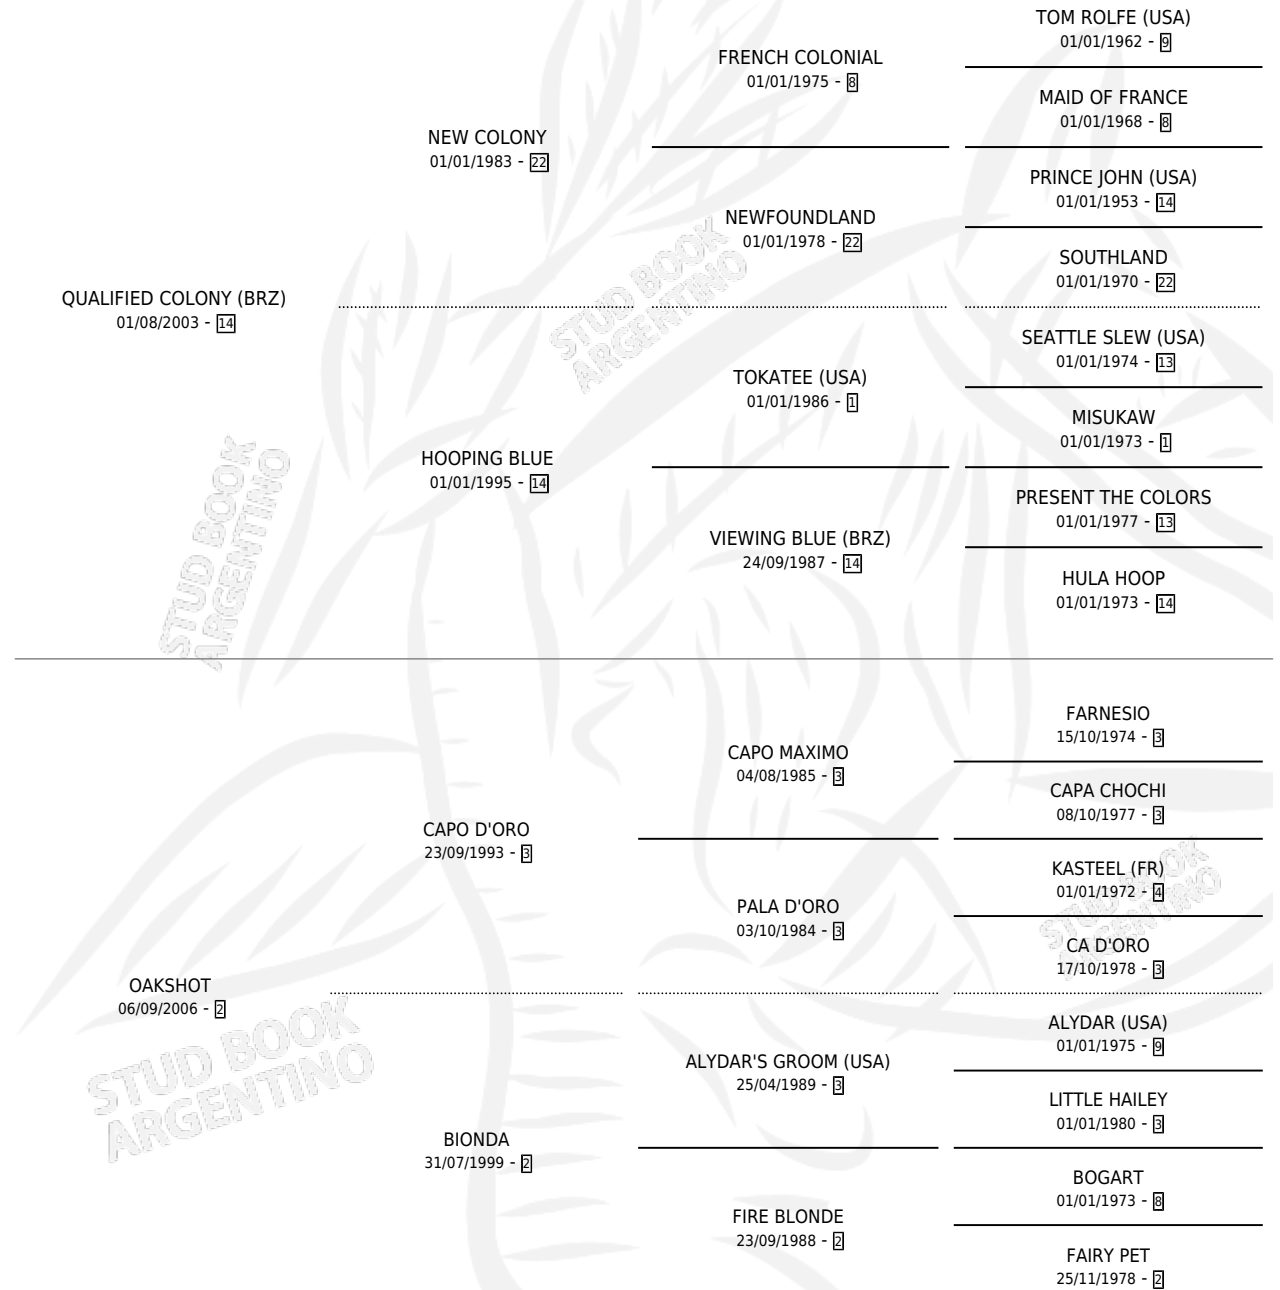 TOM ROLFE (USA)
01/01/1962 - 9
FRENCH COLONIAL
01/01/1975 - 8
MAID OF FRANCE
01/01/1968 - 8
NEW COLONY
01/01/1983 - 22
PRINCE JOHN (USA)
01/01/1953 - 14
NEWFOUNDLAND
01/01/1978 - 22
SOUTHLAND
01/01/1970 - 22
QUALIFIED COLONY (BRZ)
01/08/2003 - 14
STUD BOOK
ARGENTINO
SEATTLE SLEW (USA)
01/01/1974 - 13
TOKATEE (USA)
01/01/1986 - 1
MISUKAW
01/01/1973 - 1
HOOPING BLUE
01/01/1995 - 14
PRESENT THE COLORS
01/01/1977 - 13
VIEWING BLUE (BRZ)
24/09/1987 - 14
HULA HOOP
01/01/1973 - 14
STUD BOOK
ARGENTINO
FARNESIO
15/10/1974 - 3
CAPO MAXIMO
04/08/1985 - 3
CAPA CHOCHI
08/10/1977 - 3
CAPO D'ORO
23/09/1993 - 3
KASTEEL (FR)
01/01/1972 - 4
STUD BOOK
ARGENTINO
PALA D'ORO
03/10/1984 - 3
CA D'ORO
17/10/1978 - 3
OAKSHOT
06/09/2006 - 2
STUD BOOK
ARGENTINO
ALYDAR (USA)
01/01/1975 - 9
ALYDAR'S GROOM (USA)
25/04/1989 - 3
LITTLE HAILEY
01/01/1980 - 3
BIONDA
31/07/1999 - 2
BOGART
01/01/1973 - 8
FIRE BLONDE
23/09/1988 - 2
FAIRY PET
25/11/1978 - 2